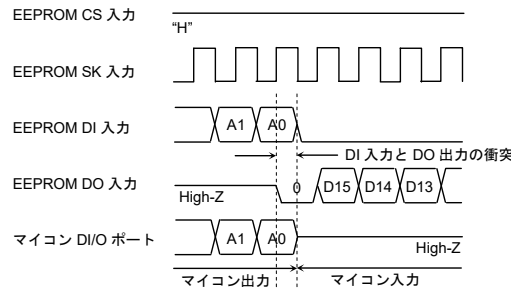 EEPROM CS 入力
“H”
EEPROM SK 入力
EEPROM DI 入力
A1 A0
DI 入力と DO 出力の衝突
EEPROM DO 入力
High-Z
0 D15 D14 D13
マイコン DI/O ポート
A1 A0
High-Z
マイコン出力 マイコン入力